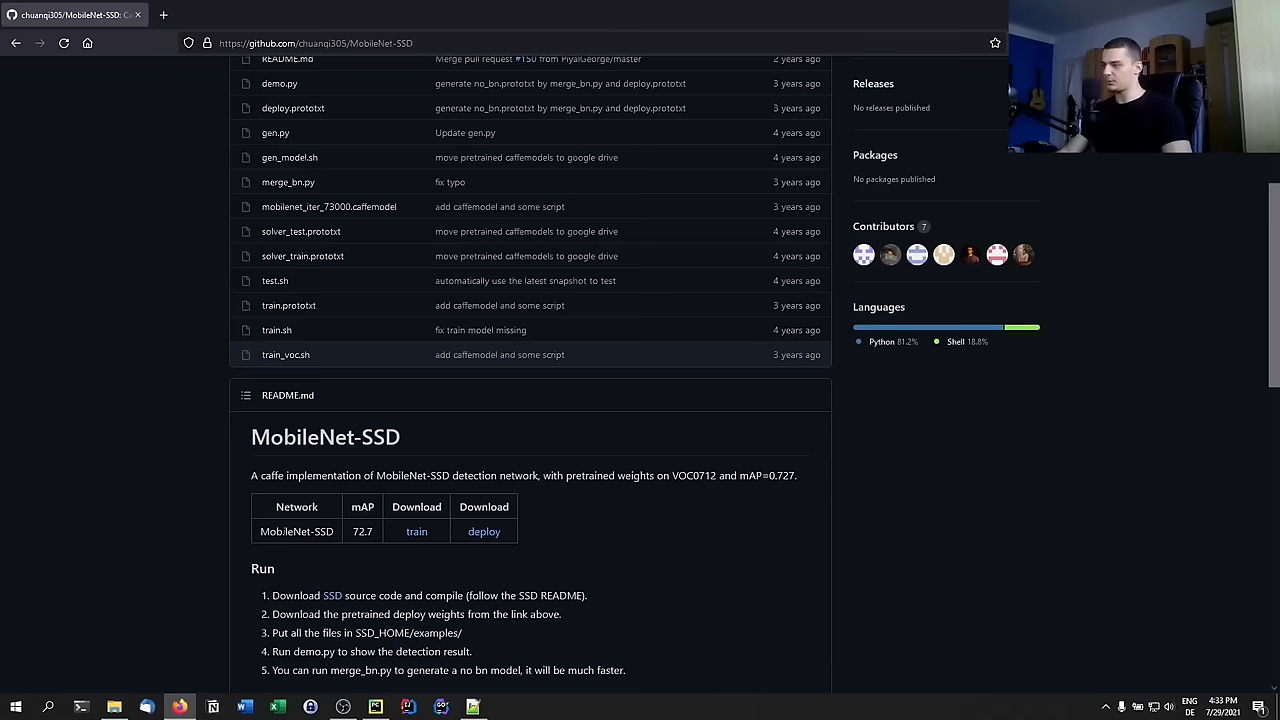 chuanqi305/MobileNet-SSD: Ca
https://github.com/chuanqi305/MobileNet-SSD
README.md Merge pull request #150 from PiyalGeorge/master 2 years ago
demo.py generate no_bn.prototxt by merge_bn.py and deploy.prototxt 3 years ago
deploy.prototxt generate no_bn.prototxt by merge_bn.py and deploy.prototxt 3 years ago
gen.py Update gen.py 4 years ago
gen_model.sh move pretrained caffemodels to google drive 4 years ago
merge_bn.py fix typo 3 years ago
mobilenet_iter_73000.caffemodel add caffemodel and some script 3 years ago
solver_test.prototxt move pretrained caffemodels to google drive 4 years ago
solver_train.prototxt move pretrained caffemodels to google drive 4 years ago
test.sh automatically use the latest snapshot to test 4 years ago
train.prototxt add caffemodel and some script 3 years ago
train.sh fix train model missing 4 years ago
train_voc.sh add caffemodel and some script 3 years ago
Releases
No releases published
Packages
No packages published
Contributors 7
Languages
Python 81.2% Shell 18.8%
README.md
MobileNet-SSD
A caffe implementation of MobileNet-SSD detection network, with pretrained weights on VOC0712 and mAP=0.727.
Network mAP Download Download
MobileNet-SSD 72.7 train deploy
Run
1. Download SSD source code and compile (follow the SSD README).
2. Download the pretrained deploy weights from the link above.
3. Put all the files in SSD_HOME/examples/
4. Run demo.py to show the detection result.
5. You can run merge_bn.py to generate a no bn model, it will be much faster.
ENG
DE
4:33 PM
7/29/2021